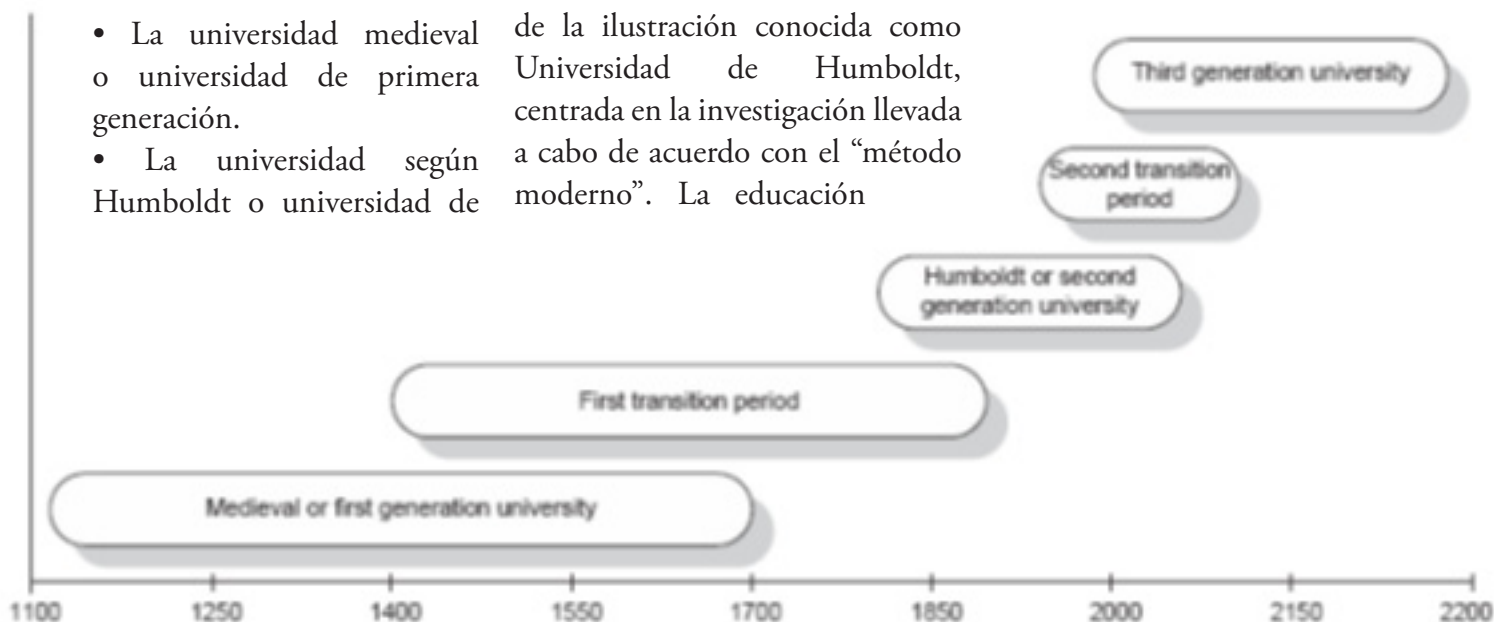 • La universidad medieval
o universidad de primera
generación.
• La universidad según
Humboldt o universidad de
de la ilustración conocida como
Universidad de Humboldt,
centrada en la investigación llevada
a cabo de acuerdo con el “método
moderno”. La educación
Third generation university
Second transition
period
Humboldt or second
generation university
First transition period
Medieval or first generation university
1100 1250 1400 1550 1700 1850 2000 2150 2200